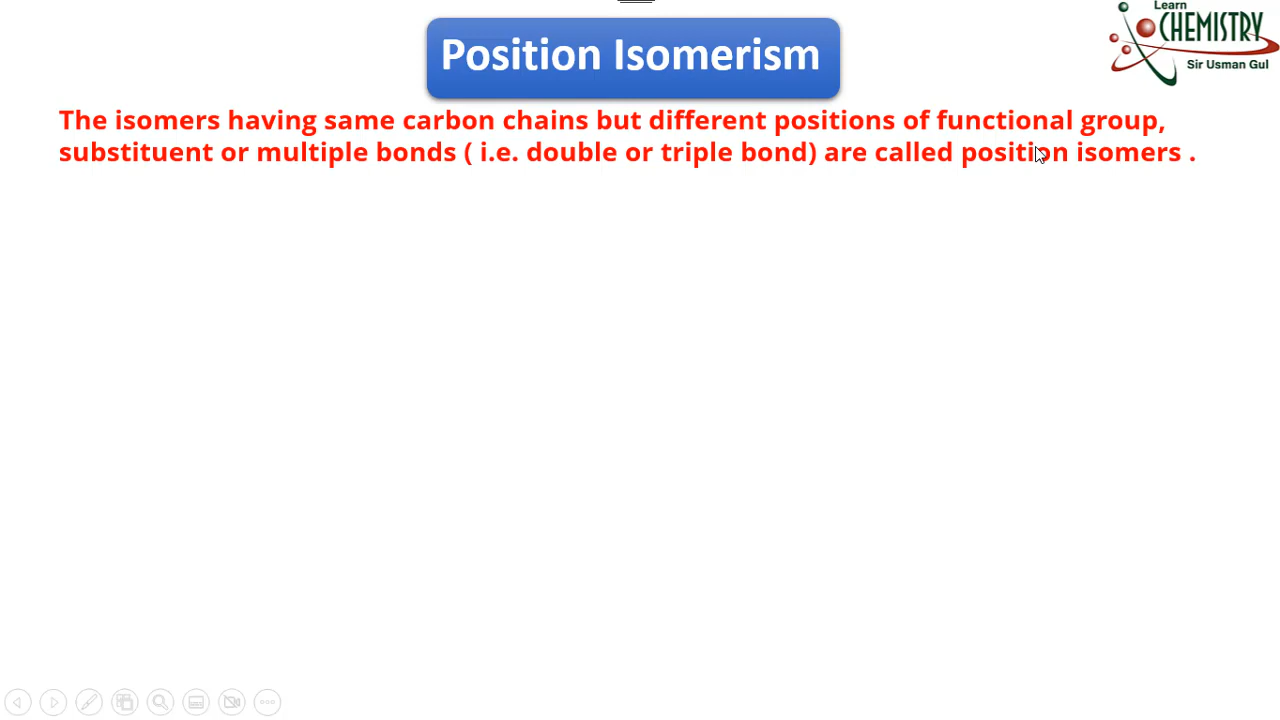 Learn
CHEMISTRY
Sir Usman Gul
Position Isomerism
The isomers having same carbon chains but different positions of functional group,
substituent or multiple bonds ( i.e. double or triple bond) are called position isomers .